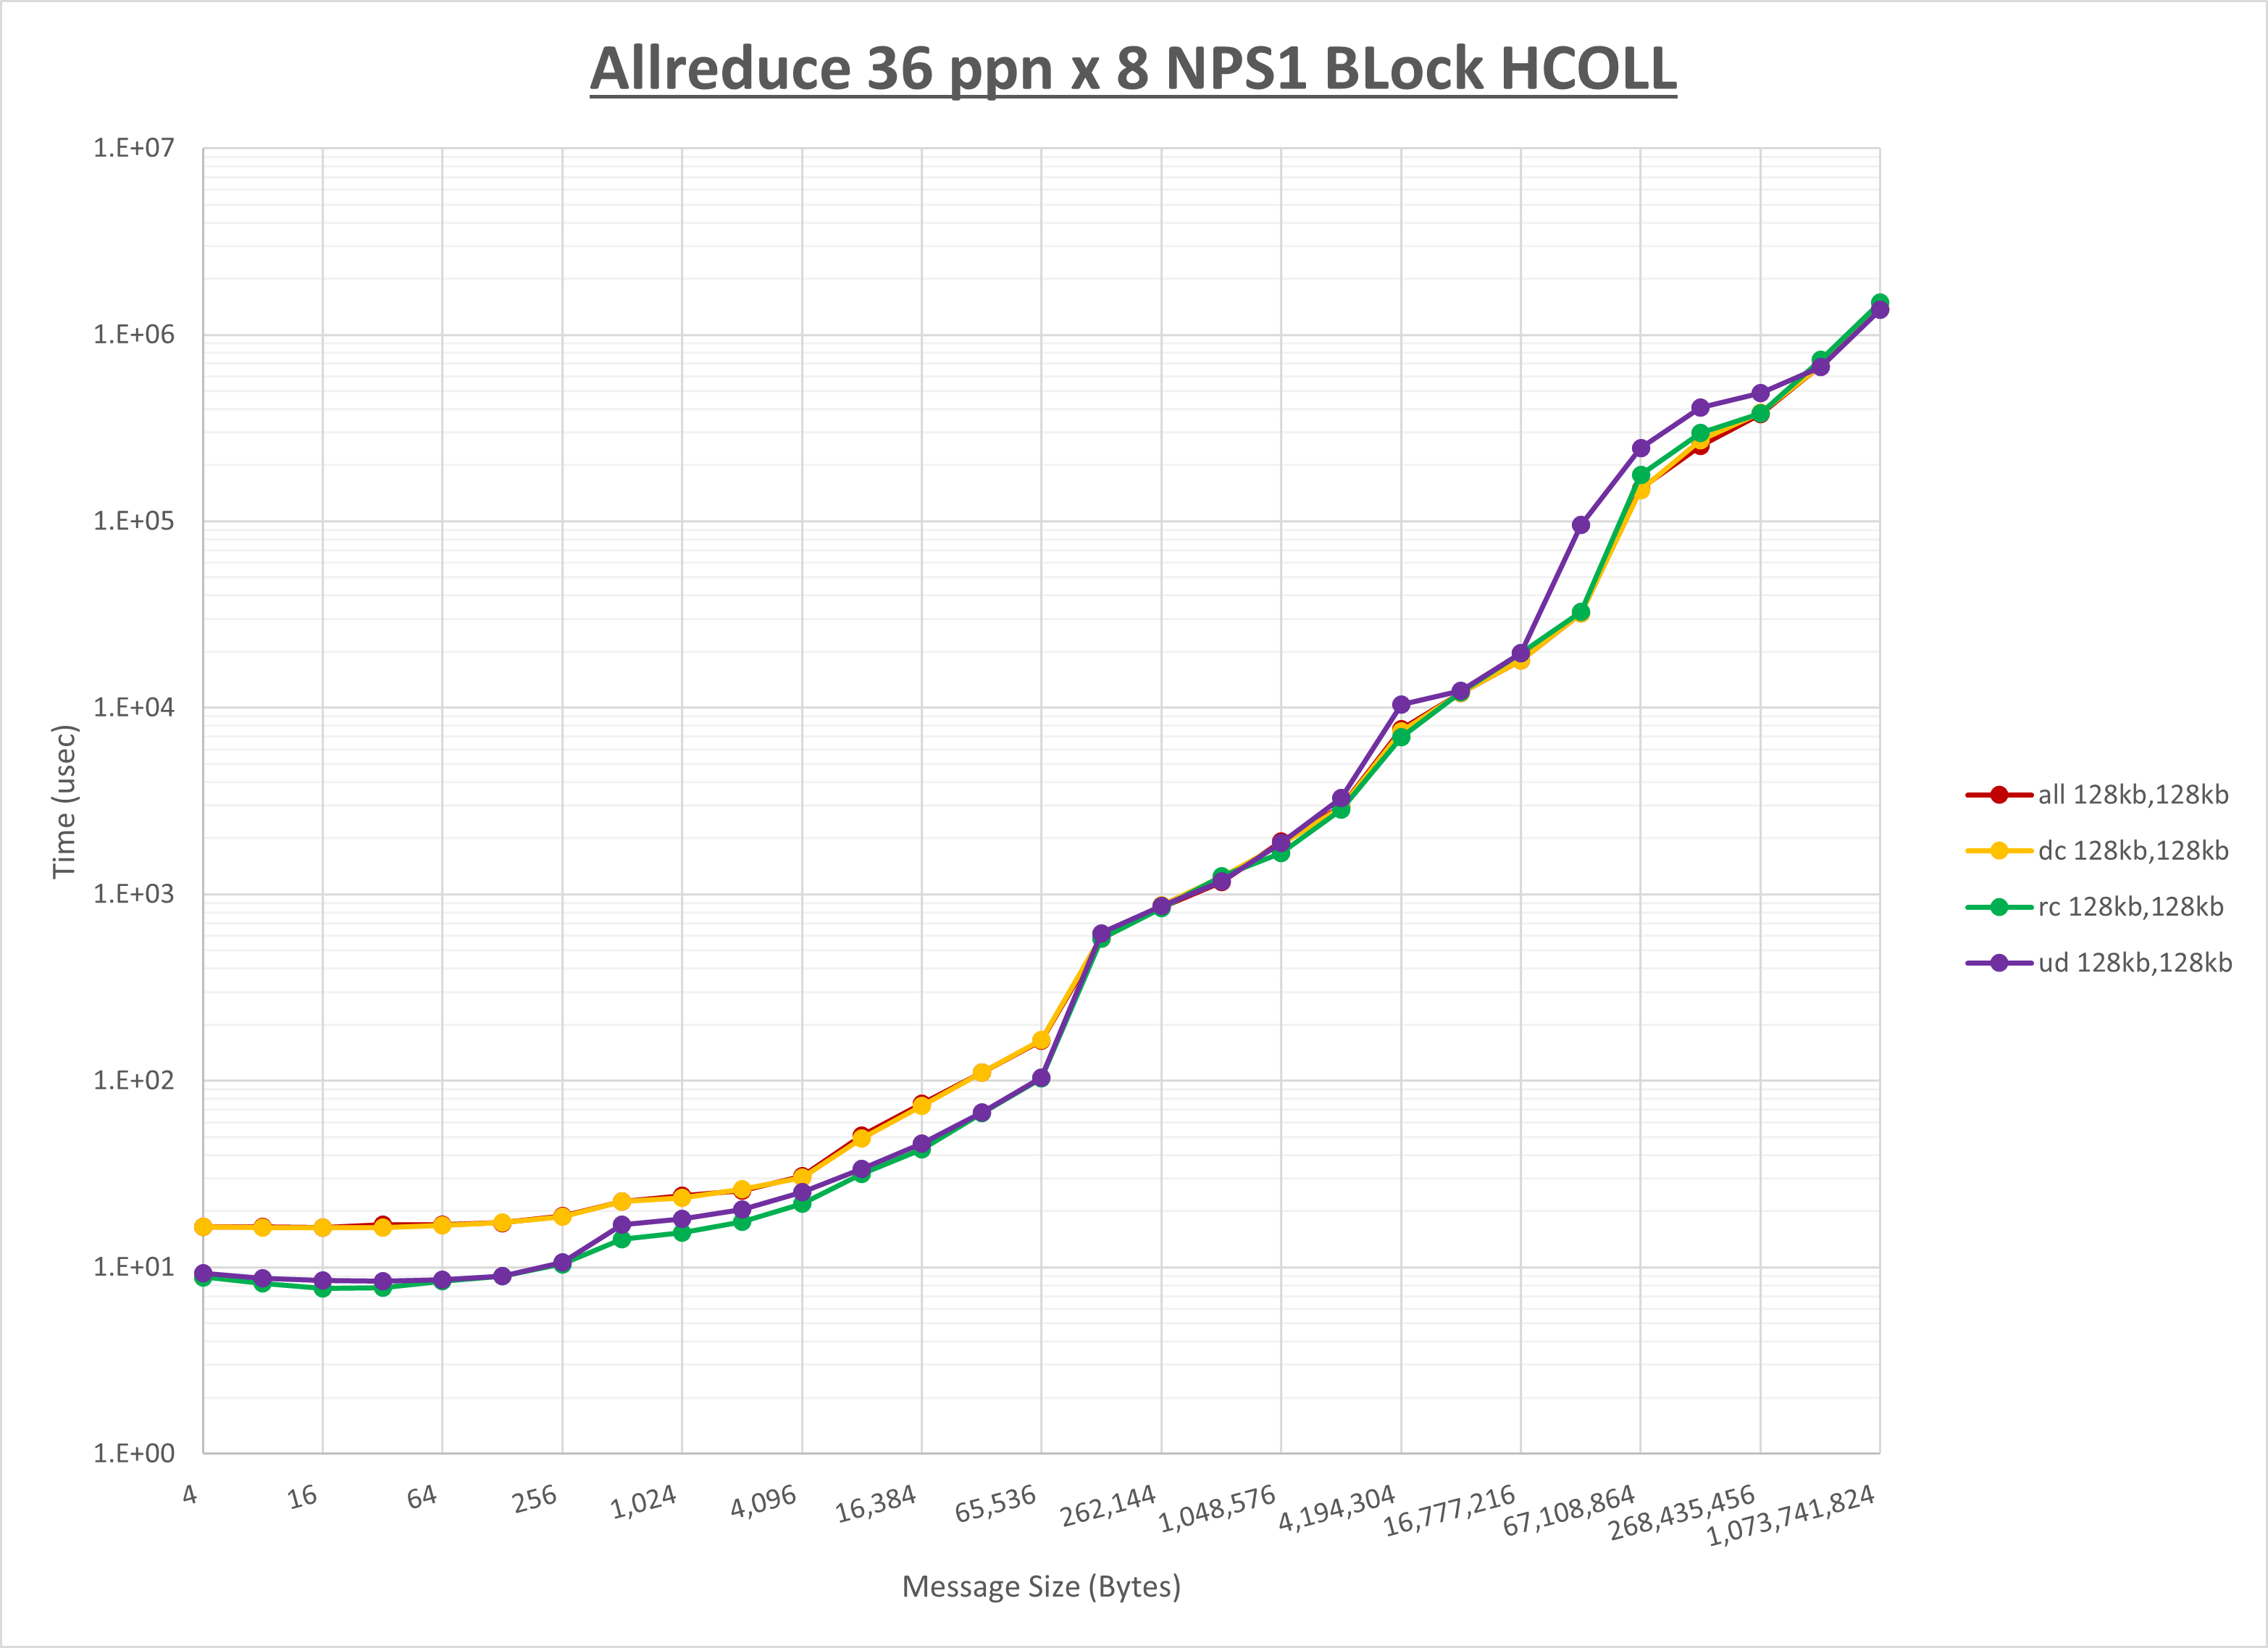 Allreduce 36 ppn x 8 NPS1 BLock HCOLL
1.E+07
1.E+06
1.E+05
1.E+04
1.E+03
1.E+02
1.E+01
1.E+00
Time (usec)
4
16
64
256
1,024
4,096
16,384
65,536
262,144
1,048,576
4,194,304
16,777,216
67,108,864
268,435,456
1,073,741,824
Message Size (Bytes)
all 128kb,128kb
dc 128kb,128kb
rc 128kb,128kb
ud 128kb,128kb